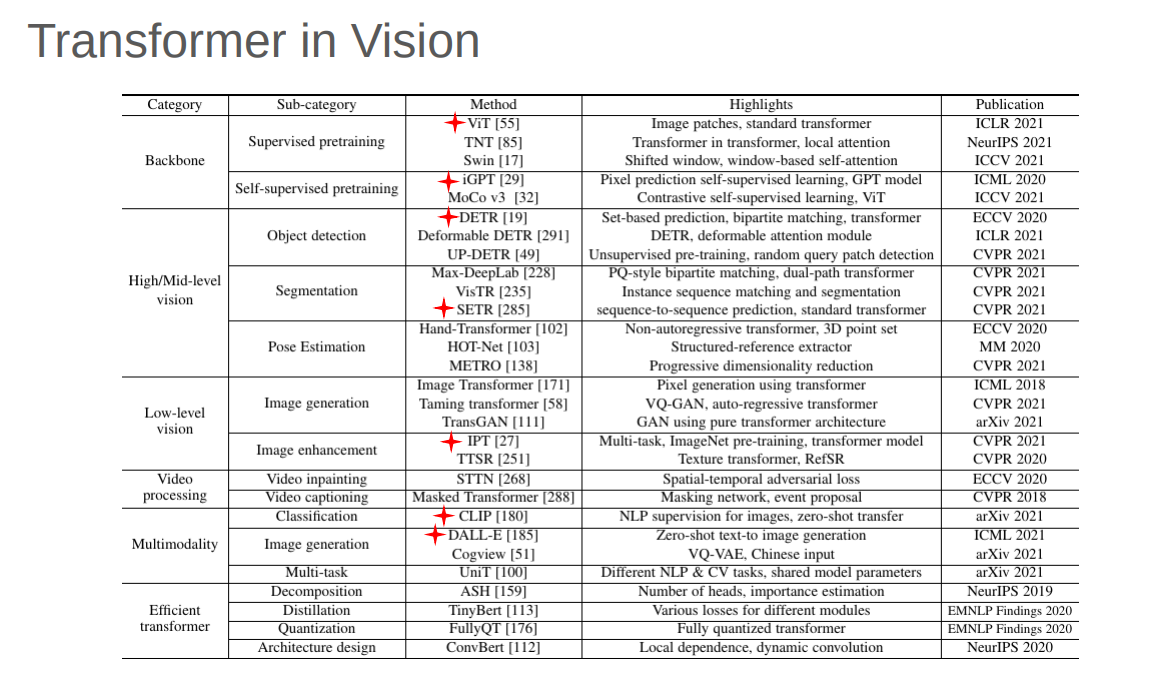 Transformer in Vision
Category Sub-category Method Highlights Publication
Backbone
Supervised pretraining
ViT [55] Image patches, standard transformer ICLR 2021
TNT [85] Transformer in transformer, local attention NeurIPS 2021
Swin [17] Shifted window, window-based self-attention ICCV 2021
Self-supervised pretraining
iGPT [29] Pixel prediction self-supervised learning, GPT model ICML 2020
MoCo v3 [32] Contrastive self-supervised learning, ViT ICCV 2021
High/Mid-level
vision
Object detection
DETR [19] Set-based prediction, bipartite matching, transformer ECCV 2020
Deformable DETR [291] DETR, deformable attention module ICLR 2021
UP-DETR [49] Unsupervised pre-training, random query patch detection CVPR 2021
Segmentation
Max-DeepLab [228] PQ-style bipartite matching, dual-path transformer CVPR 2021
VisTR [235] Instance sequence matching and segmentation CVPR 2021
SETR [285] sequence-to-sequence prediction, standard transformer CVPR 2021
Pose Estimation
Hand-Transformer [102] Non-autoregressive transformer, 3D point set ECCV 2020
HOT-Net [103] Structured-reference extractor MM 2020
METRO [138] Progressive dimensionality reduction CVPR 2021
Low-level
vision
Image generation
Image Transformer [171] Pixel generation using transformer ICML 2018
Taming transformer [58] VQ-GAN, auto-regressive transformer CVPR 2021
TransGAN [111] GAN using pure transformer architecture arXiv 2021
Image enhancement
IPT [27] Multi-task, ImageNet pre-training, transformer model CVPR 2021
TTSR [251] Texture transformer, RefSR CVPR 2020
Video
processing
Video inpainting STTN [268] Spatial-temporal adversarial loss ECCV 2020
Video captioning Masked Transformer [288] Masking network, event proposal CVPR 2018
Multimodality
Classification CLIP [180] NLP supervision for images, zero-shot transfer arXiv 2021
Image generation
DALL-E [185] Zero-shot text-to image generation ICML 2021
Cogview [51] VQ-VAE, Chinese input arXiv 2021
Multi-task UniT [100] Different NLP & CV tasks, shared model parameters arXiv 2021
Efficient
transformer
Decomposition ASH [159] Number of heads, importance estimation NeurIPS 2019
Distillation TinyBert [113] Various losses for different modules EMNLP Findings 2020
Quantization FullyQT [176] Fully quantized transformer EMNLP Findings 2020
Architecture design ConvBert [112] Local dependence, dynamic convolution NeurIPS 2020